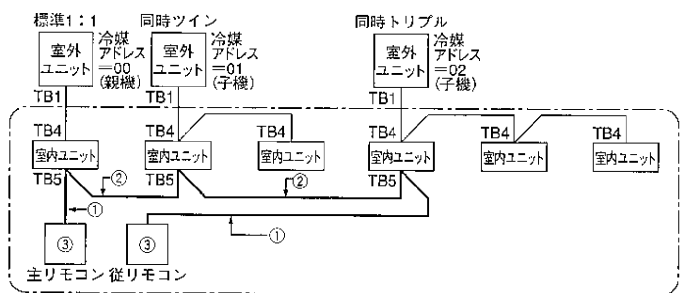 標準1:1
室外
ユニット
冷媒
アドレス
=00
(親機)
同時ツイン
室外
ユニット
冷媒
アドレス
=01
(子機)
同時トリプル
室外
ユニット
冷媒
アドレス
=02
(子機)
TB1
TB1
TB1
TB4
TB4
TB4
TB4
TB4
TB4
室内ユニット
室内ユニット
室内ユニット
室内ユニット
室内ユニット
室内ユニット
TB5
TB5
TB5
②
②
①
①
③
③
主リモコン
従リモコン